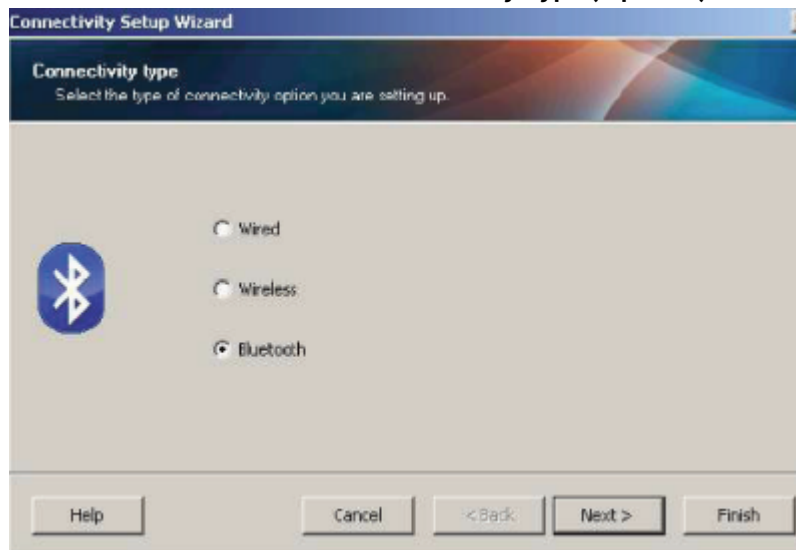 Connectivity Setup Wizard
Connectivity type
Select the type of connectivity option you are setting up.
Wired
Wireless
Bluetooth
Help
Cancel
< Back
Next >
Finish